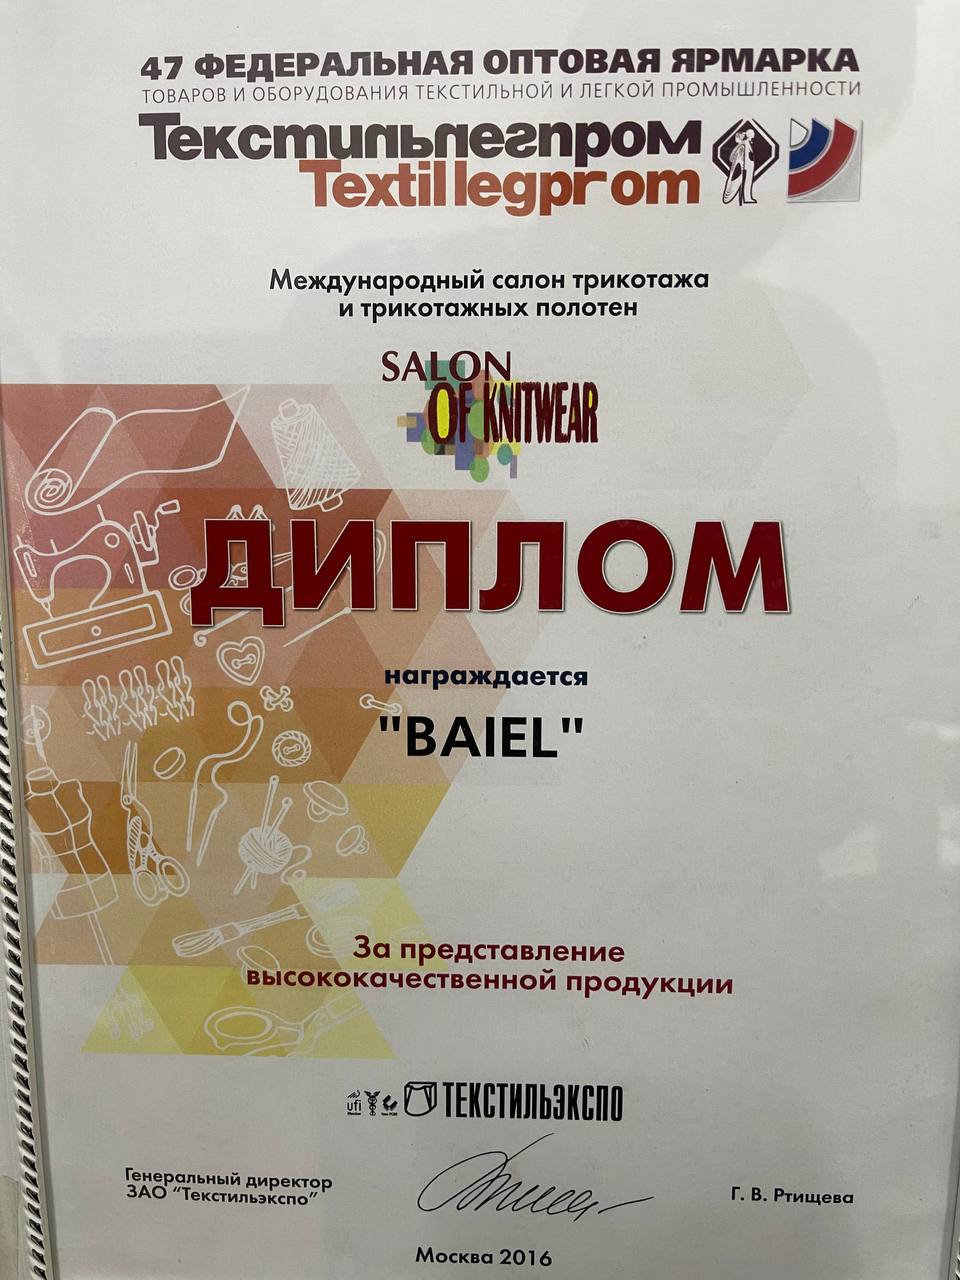 47 ФЕДЕРАЛЬНАЯ ОПТОВАЯ ЯРМАРКА
ТОВАРОВ И ОБОРУДОВАНИЯ ТЕКСТИЛЬНОЙ И ЛЕГКОЙ ПРОМЫШЛЕННОСТИ
Текстильлегпром
Textillegprom
Международный салон трикотажа
и трикотажных полотен
SALON
OF KNITWEAR
ДИПЛОМ
награждается
"BAIEL"
За представление
высококачественной продукции
ufi ТЕКСТИЛЬЭКСПО
Генеральный директор
ЗАО "Текстильэкспо"
Г. В. Ртищева
Москва 2016